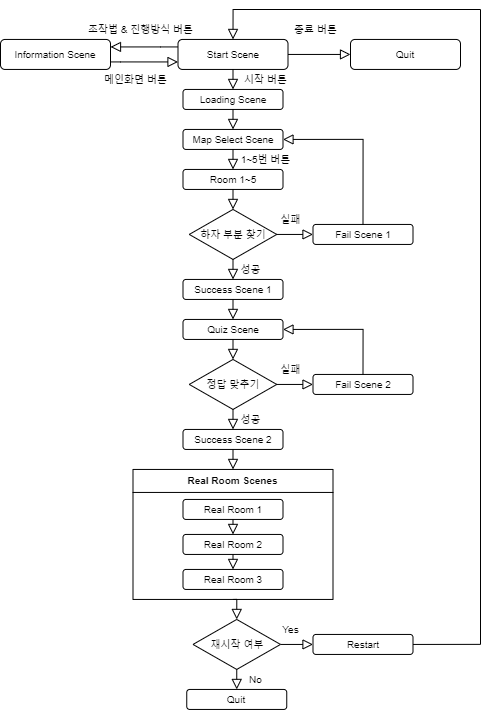 조작법 & 진행방식 버튼
종료 버튼
Information Scene
Start Scene
Quit
메인화면 버튼
시작 버튼
Loading Scene
Map Select Scene
1~5번 버튼
Room 1~5
실패
하자 부분 찾기
Fail Scene 1
성공
Success Scene 1
Quiz Scene
실패
정답 맞추기
Fail Scene 2
성공
Success Scene 2
Real Room Scenes
Real Room 1
Real Room 2
Real Room 3
Yes
재시작 여부
Restart
No
Quit